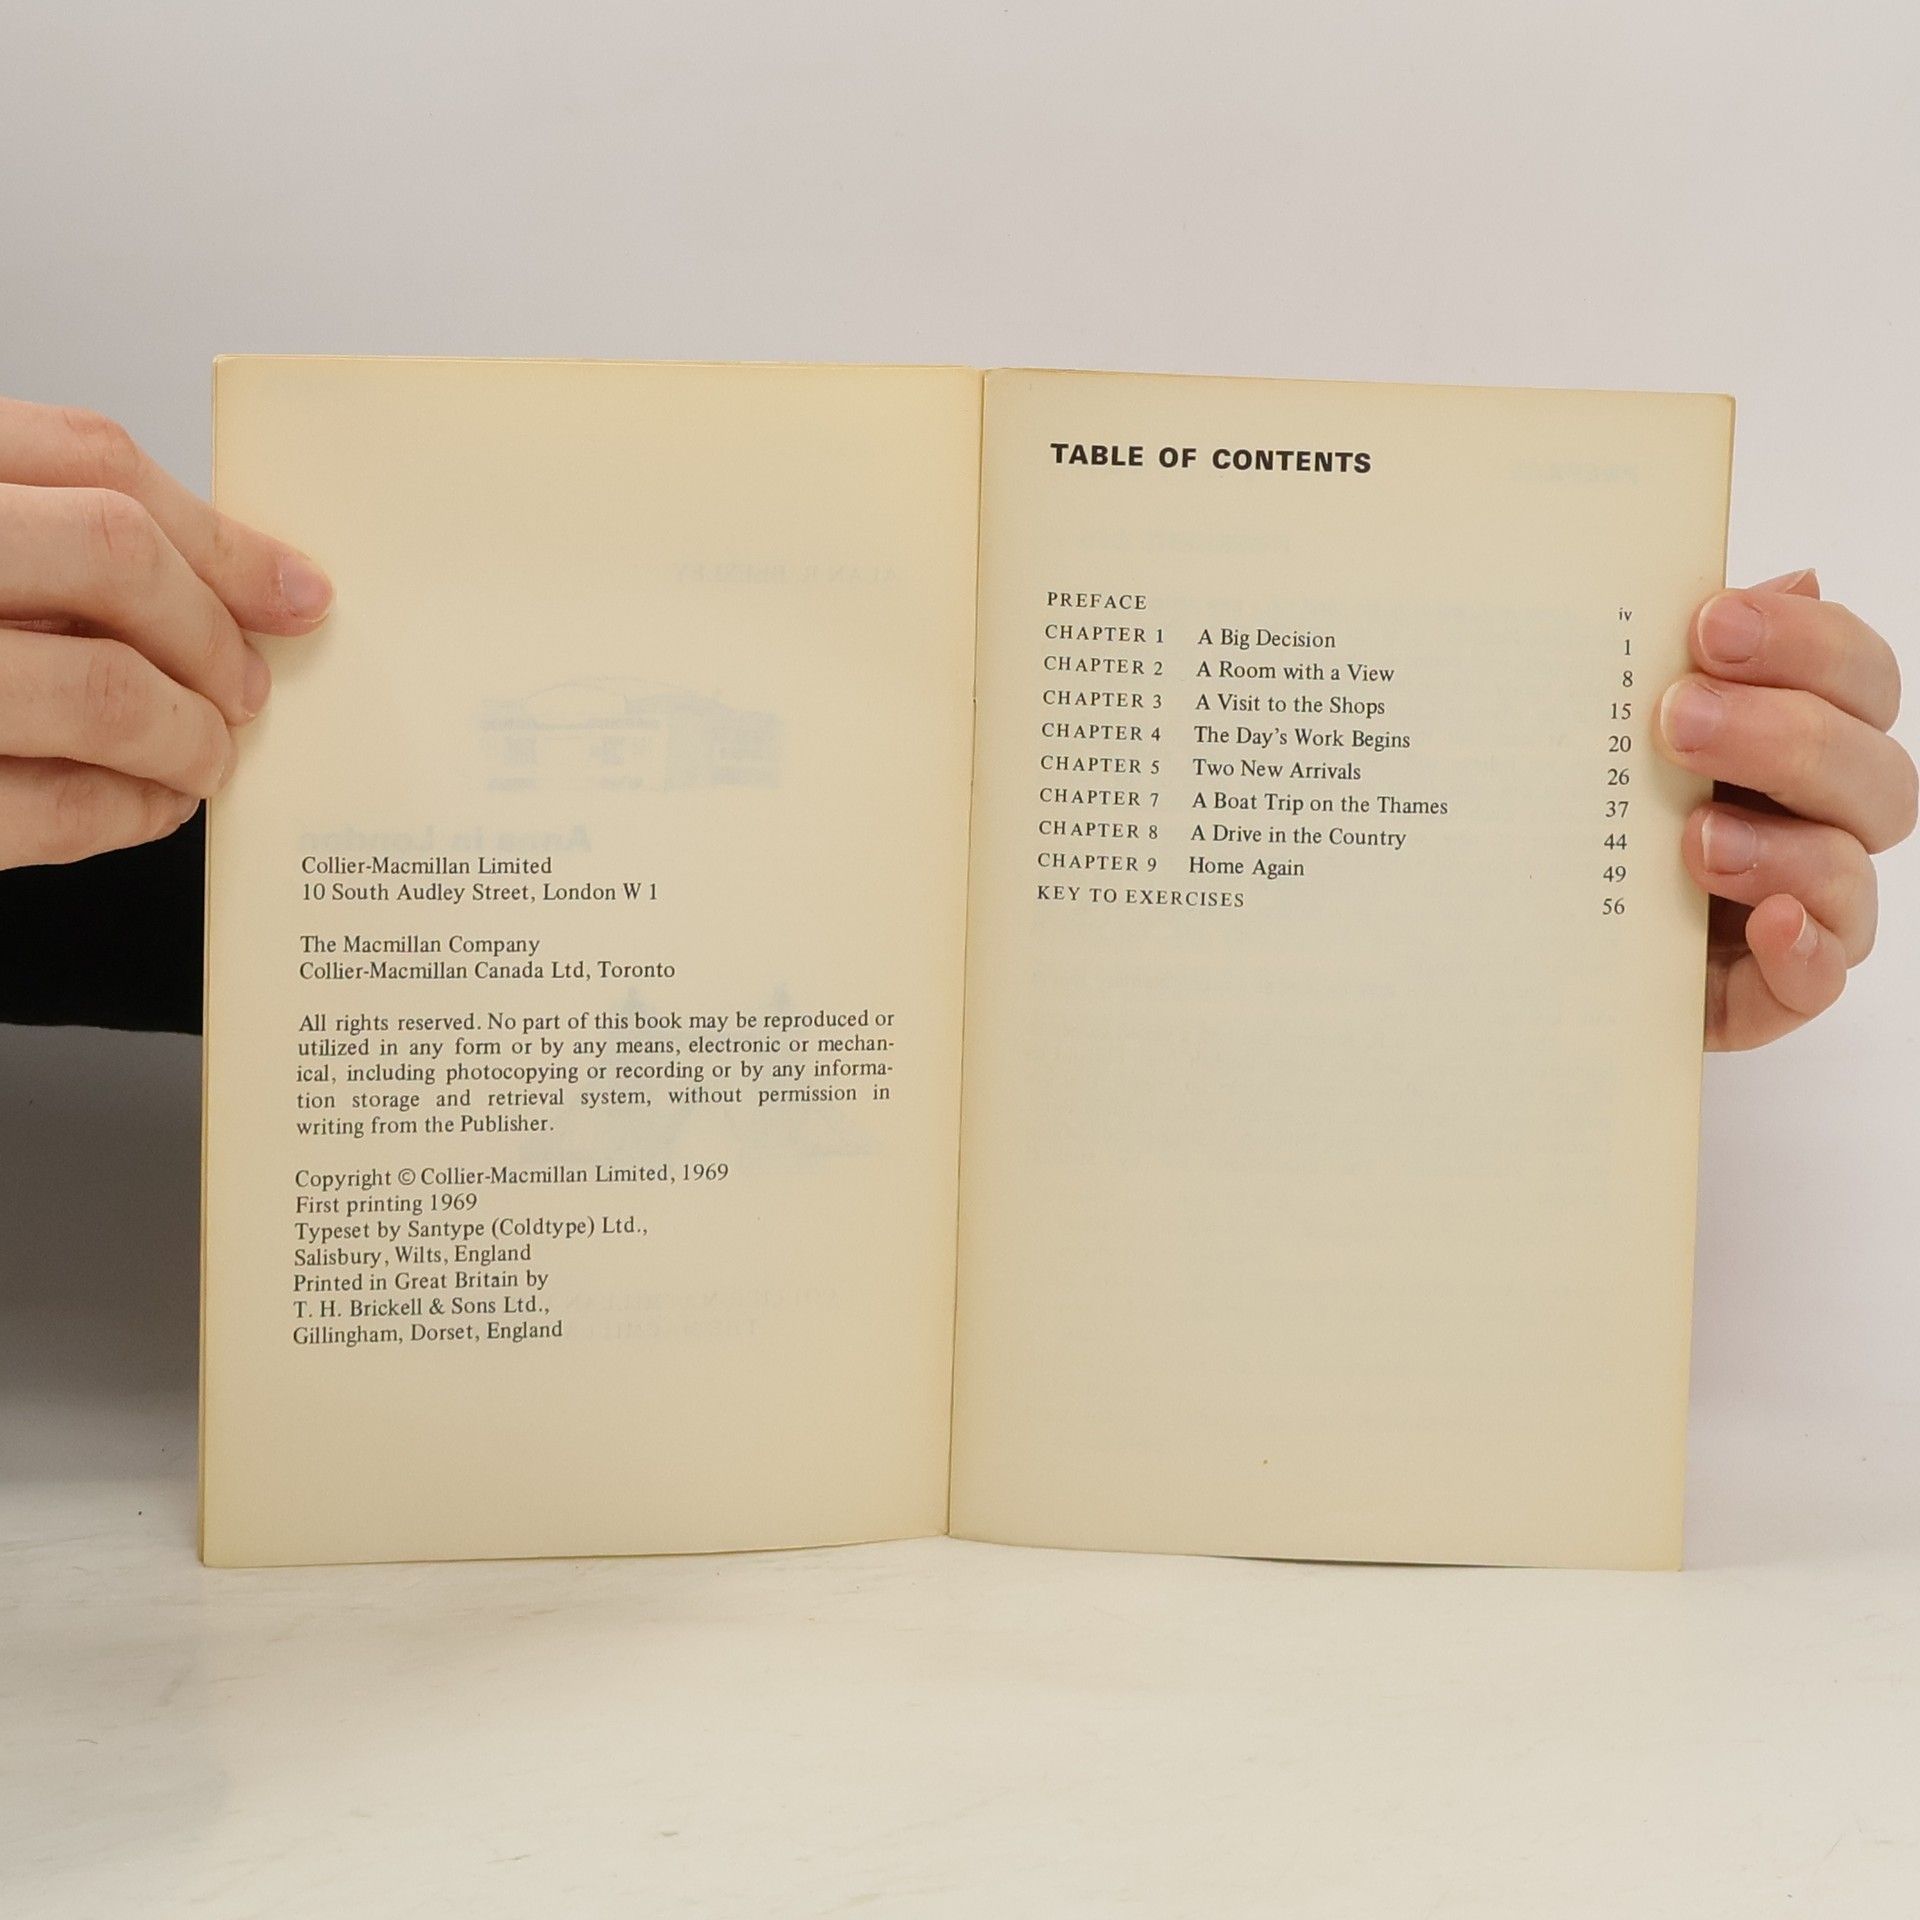 Collier-Macmillan Limited
10 South Audley Street, London W 1
The Macmillan Company
Collier-Macmillan Canada Ltd, Toronto
All rights reserved. No part of this book may be reproduced or
utilized in any form or by any means, electronic or mechan-
ical, including photocopying or recording or by any informa-
tion storage and retrieval system, without permission in
writing from the Publisher.
Copyright © Collier-Macmillan Limited, 1969
First printing 1969
Typeset by Santype (Coldtype) Ltd.,
Salisbury, Wilts, England
Printed in Great Britain by
T. H. Brickell & Sons Ltd.,
Gillingham, Dorset, England
TABLE OF CONTENTS
PREFACE iv
CHAPTER 1 A Big Decision 1
CHAPTER 2 A Room with a View 8
CHAPTER 3 A Visit to the Shops 15
CHAPTER 4 The Day's Work Begins 20
CHAPTER 5 Two New Arrivals 26
CHAPTER 7 A Boat Trip on the Thames 37
CHAPTER 8 A Drive in the Country 44
CHAPTER 9 Home Again 49
KEY TO EXERCISES 56